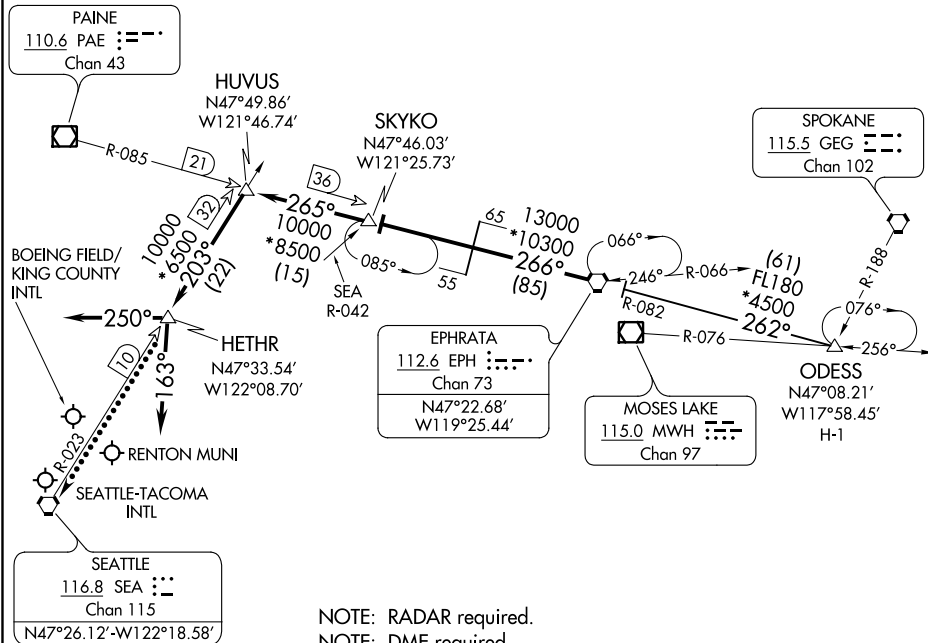 PAINE
110.6 PAE
Chan 43
HUVUS
N47°49.86'
W121°46.74'
SKYKO
N47°46.03'
W121°25.73'
SPOKANE
115.5 GEG
Chan 102
R-085
21
36
32
265°
10000
*8500
(15)
085°
SEA
R-042
65
55
13000
*10300
266°
(85)
066°
246°
R-066
(61)
FL180
*4500
262°
R-082
R-076
R-188
076°
256°
10000
*6500
203°
(22)
BOEING FIELD/
KING COUNTY
INTL
250°
HETHR
N47°33.54'
W122°08.70'
10
163°
R-023
RENTON MUNI
SEATTLE-TACOMA
INTL
EPHRATA
112.6 EPH
Chan 73
N47°22.68'
W119°25.44'
MOSES LAKE
115.0 MWH
Chan 97
ODESS
N47°08.21'
W117°58.45'
H-1
SEATTLE
116.8 SEA
Chan 115
N47°26.12'-W122°18.58'
NOTE: RADAR required.
NOTE: DME required.